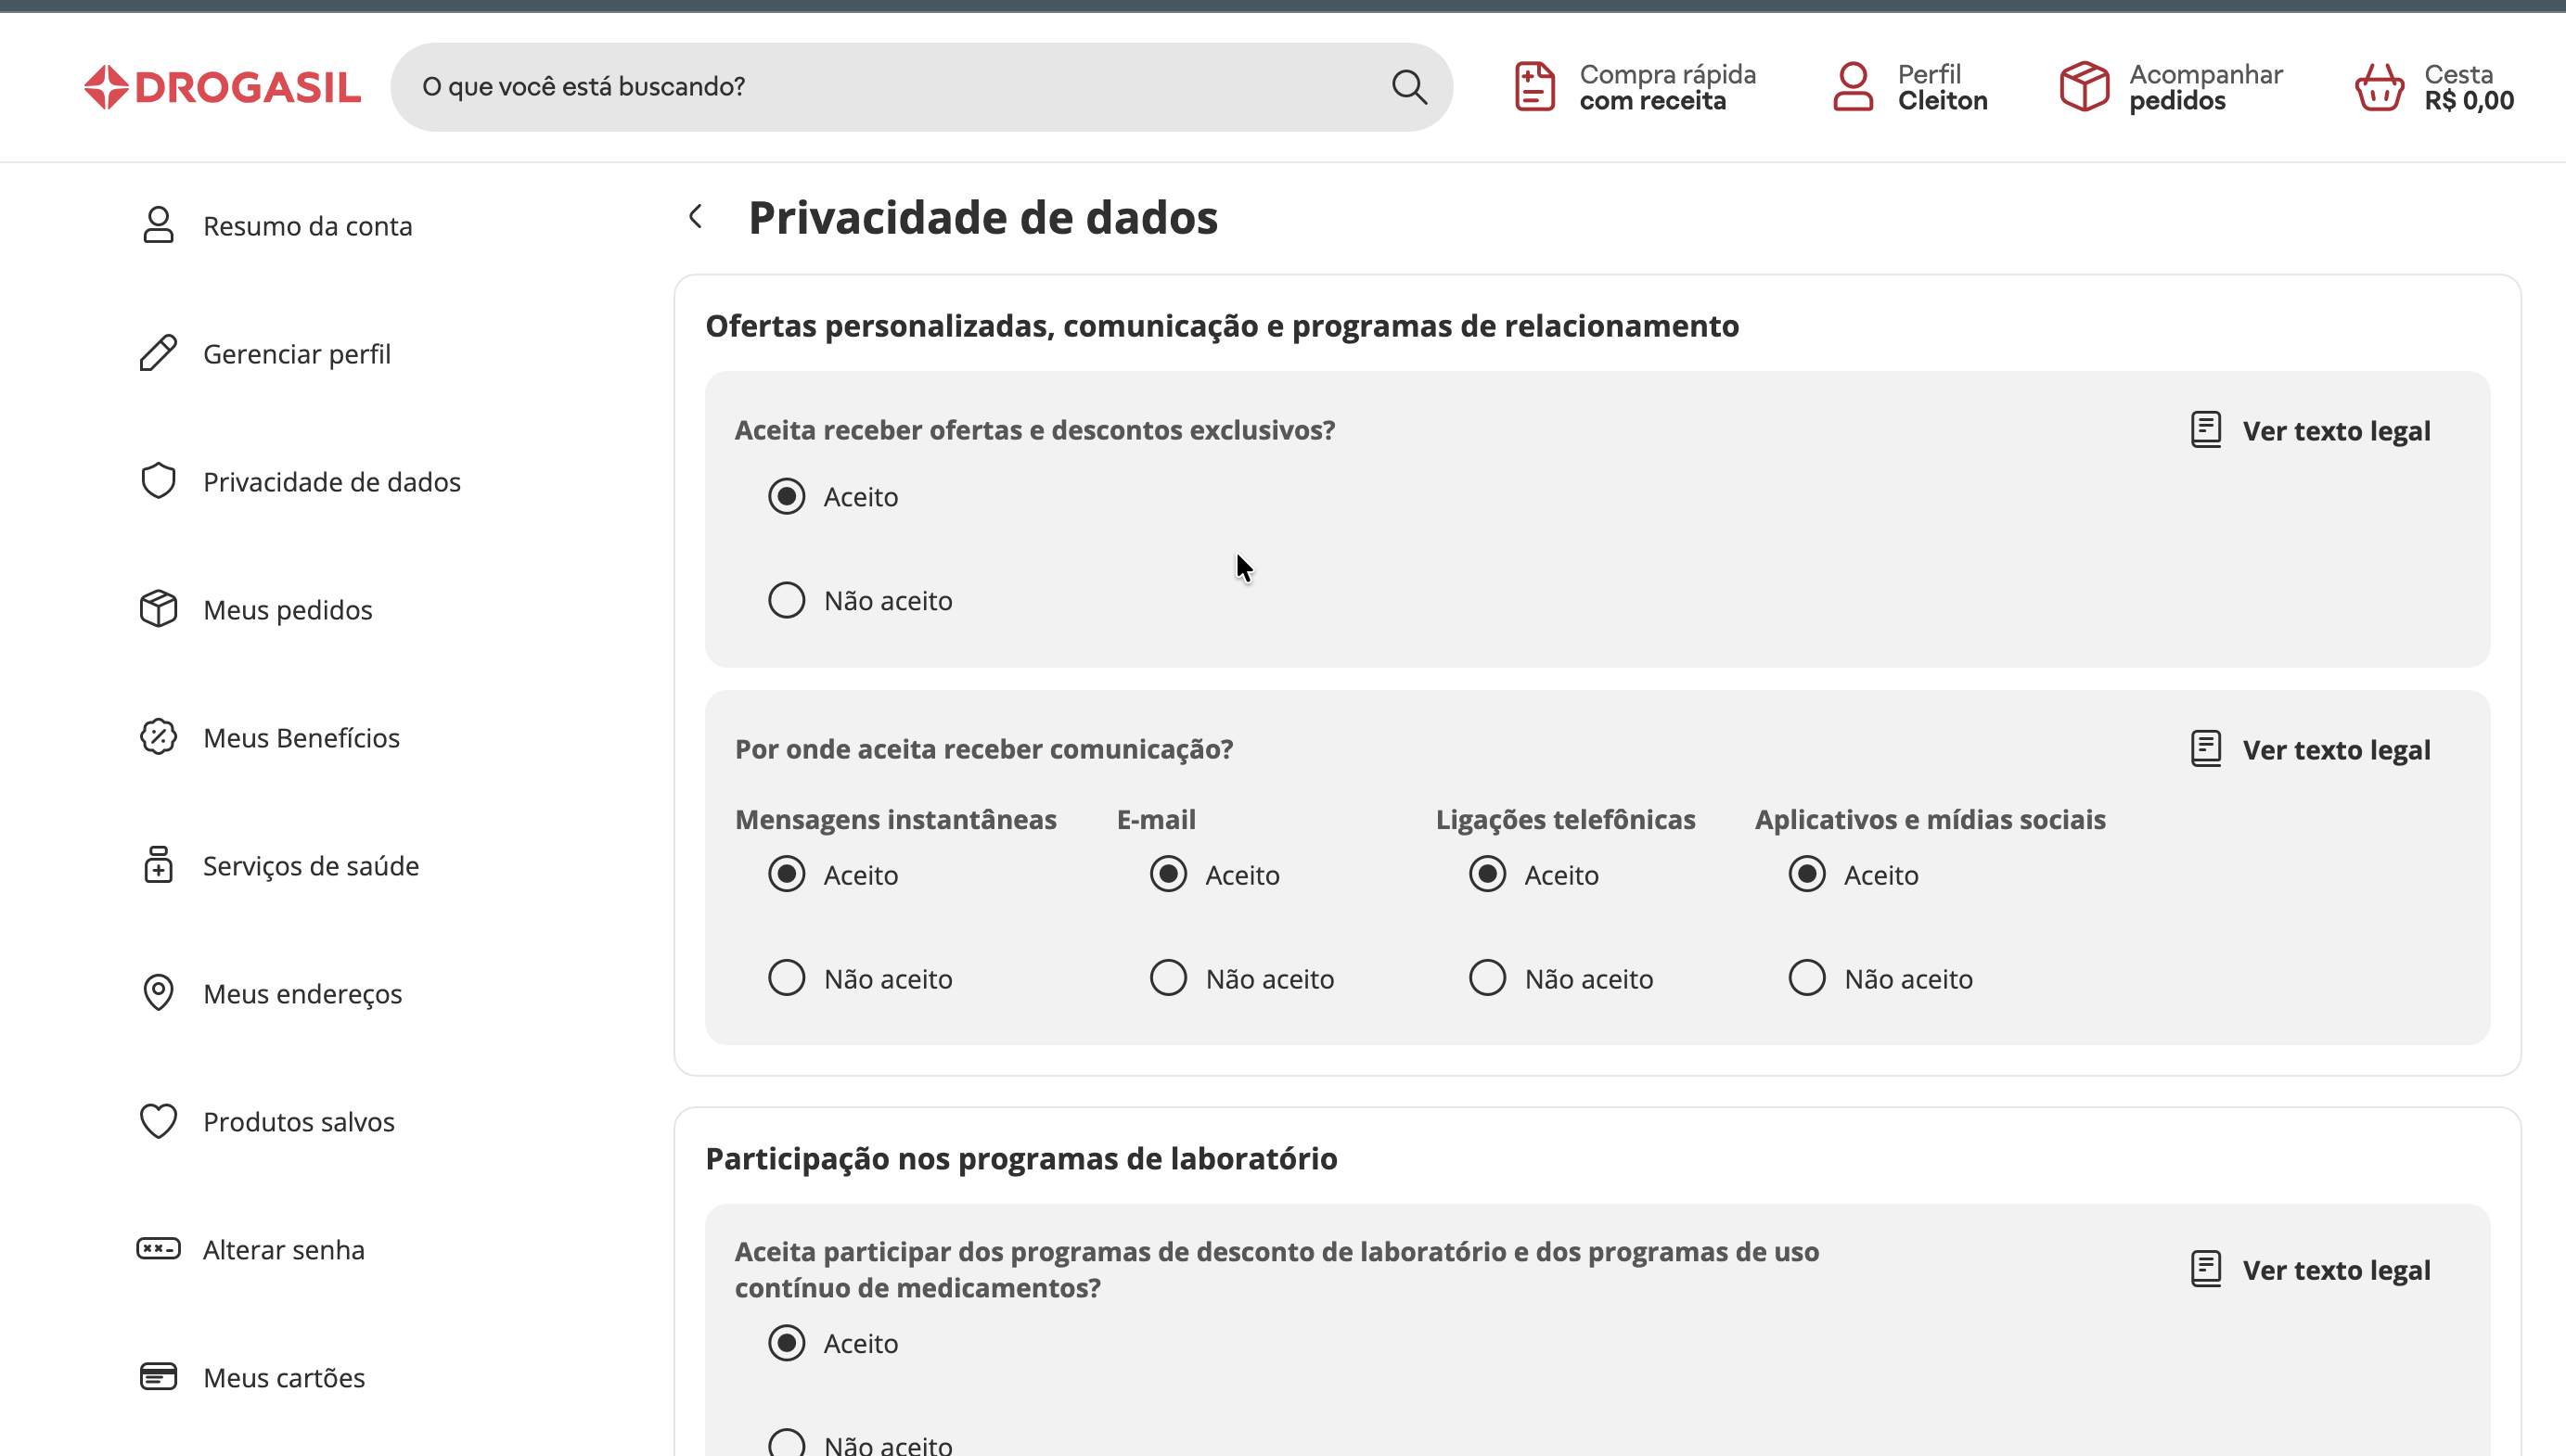 DROGASIL
O que você está buscando?
Compra rápida
com receita
Perfil
Cleiton
Acompanhar
pedidos
Cesta
R$ 0,00
Resumo da conta
Gerenciar perfil
Privacidade de dados
Meus pedidos
Meus Benefícios
Serviços de saúde
Meus endereços
Produtos salvos
Alterar senha
Meus cartões
Privacidade de dados
Ofertas personalizadas, comunicação e programas de relacionamento
Aceita receber ofertas e descontos exclusivos?
Ver texto legal
Aceito
Não aceito
Por onde aceita receber comunicação?
Ver texto legal
Mensagens instantâneas
E-mail
Ligações telefônicas
Aplicativos e mídias sociais
Aceito
Aceito
Aceito
Aceito
Não aceito
Não aceito
Não aceito
Não aceito
Participação nos programas de laboratório
Aceita participar dos programas de desconto de laboratório e dos programas de uso
contínuo de medicamentos?
Ver texto legal
Aceito
Não aceito